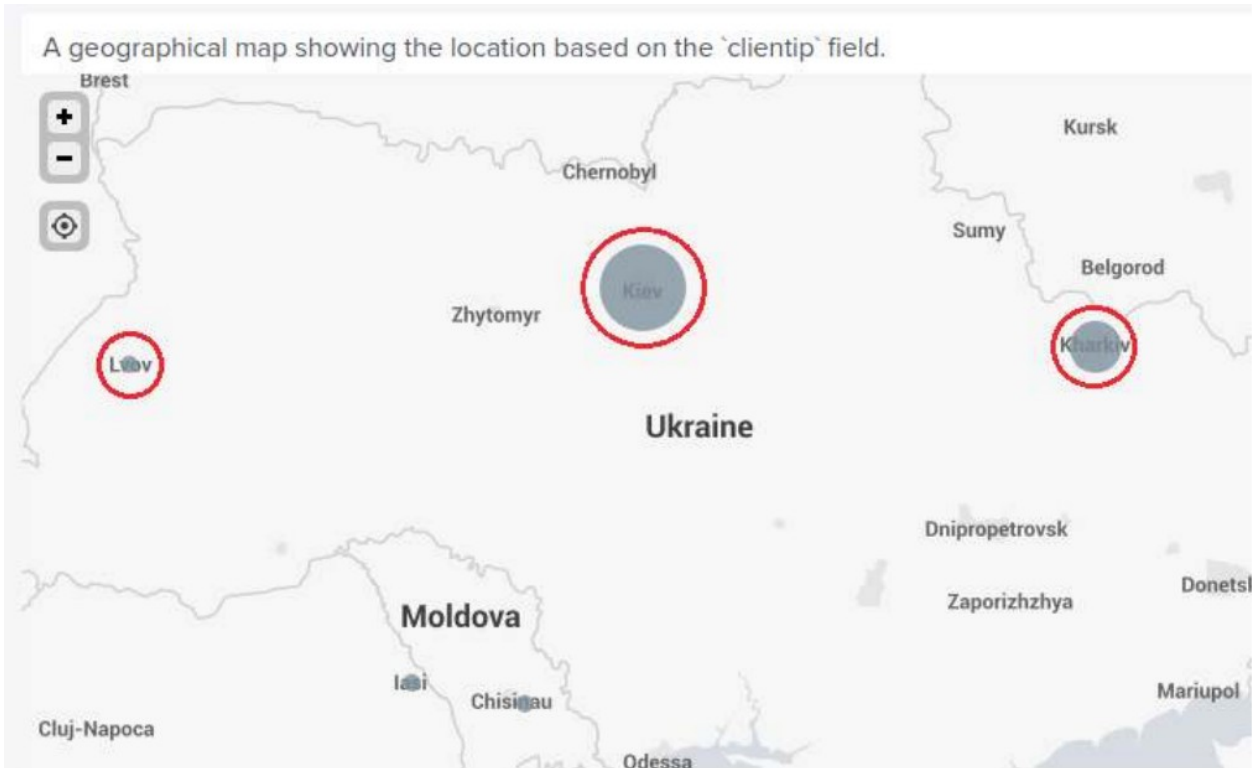 A geographical map showing the location based on the `clientip` field.
Brest
+
Kursk
-
Chernobyl
Sumy
Belgorod
Kiev
Zhytomyr
Kharkiv
Lvov
Ukraine
Dnipropetrovsk
Donetsk
Zaporizhzhya
Moldova
Iasi
Chisinau
Mariupol
Cluj-Napoca
Odessa